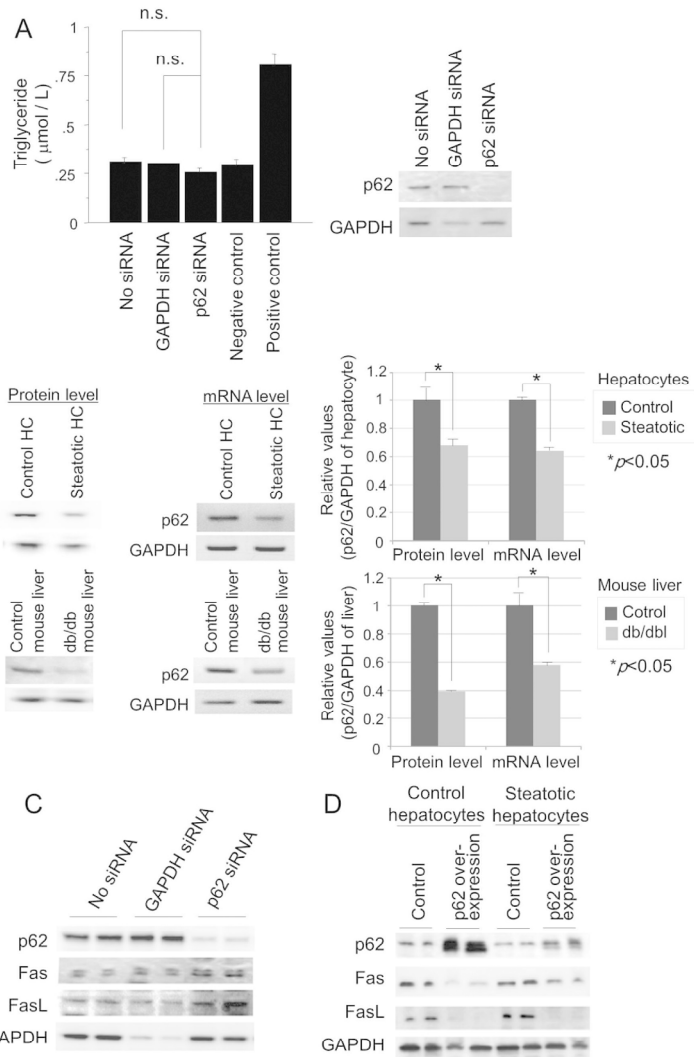 A
n.s.
n.s.
1
.75
.5
.25
0
Triglyceride
( μmol / L)
No siRNA
GAPDH siRNA
p62 siRNA
Negative control
Positive control
No siRNA
GAPDH siRNA
p62 siRNA
p62
GAPDH
Protein level
Control HC
Steatotic HC
mRNA level
Control HC
Steatotic HC
p62
GAPDH
Control
mouse liver
db/db
mouse liver
Control
mouse liver
db/db
mouse liver
p62
GAPDH
Relative values
(p62/GAPDH of hepatocyte)
1.2
1.0
0.8
0.6
0.4
0.2
0
*
*
Protein level
mRNA level
Hepatocytes
Control
Steatotic
*p<0.05
Relative values
(p62/GAPDH of liver)
1.2
1.0
0.8
0.6
0.4
0.2
0
*
*
Protein level
mRNA level
Mouse liver
Cotrol
db/dbl
*p<0.05
C
No siRNA
GAPDH siRNA
p62 siRNA
p62
Fas
FasL
APDH
D
Control
hepatocytes
Steatotic
hepatocytes
Control
p62 over-
expression
Control
p62 over-
expression
p62
Fas
FasL
GAPDH